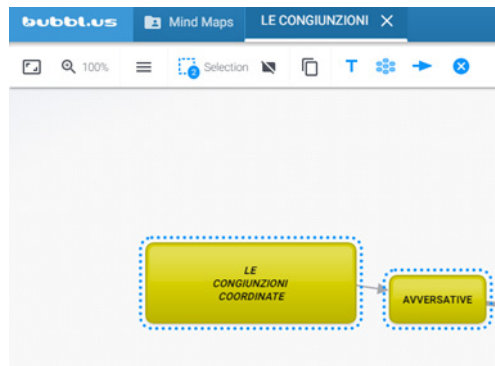 bubbl.us Mind Maps LE CONGIUNZIONI
100% 2 Selection T
LE
CONGIUNZIONI
COORDINATE
AVVERSATIVE